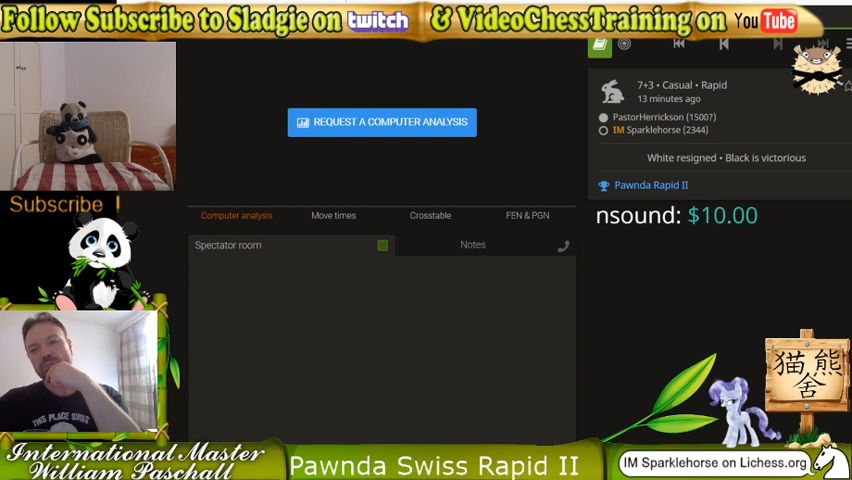 Follow Subscribe to Sladgie on twitch & VideoChessTraining on YouTube
REQUEST A COMPUTER ANALYSIS
7+3 • Casual • Rapid
13 minutes ago
PastorHerrickson (1500?)
IM Sparklehorse (2344)
White resigned • Black is victorious
Pawnda Rapid II
Subscribe !
Computer analysis
Move times
Crosstable
FEN & PGN
nsound: $10.00
Spectator room
Notes
猫熊
舍
THIS PLACE SUCKS
International Master
William Paschall
Pawnda Swiss Rapid II
IM Sparklehorse on Lichess.org